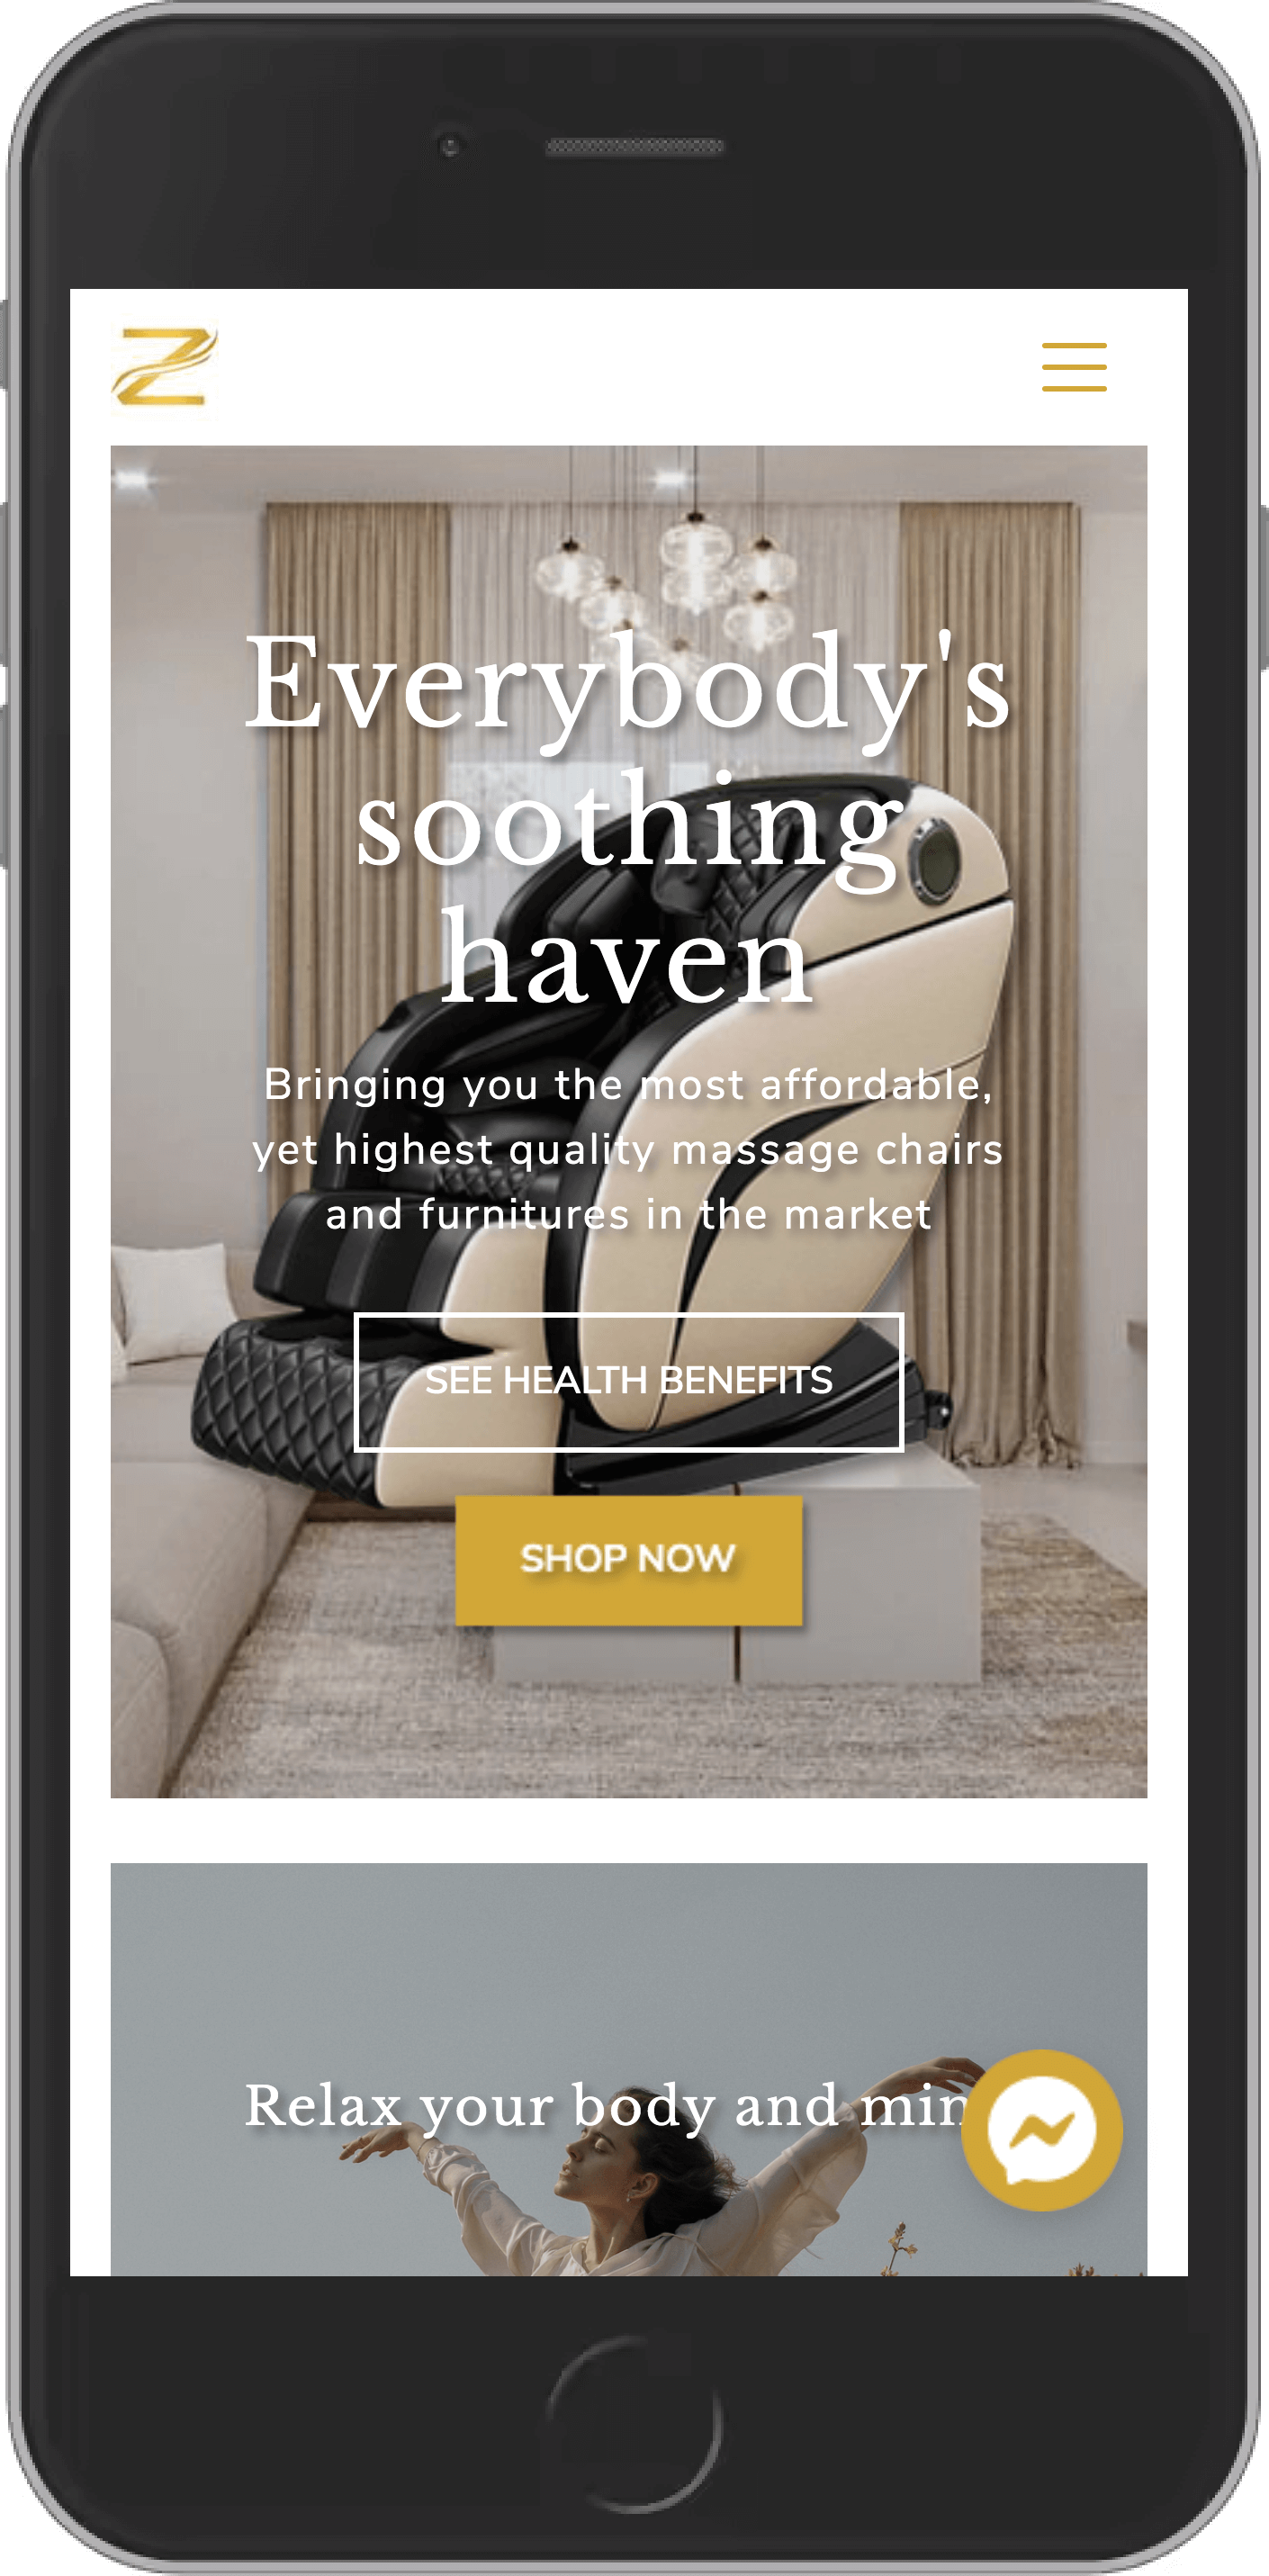 Z
Everybody's
soothing
haven
Bringing you the most affordable,
yet highest quality massage chairs
and furnitures in the market
SEE HEALTH BENEFITS
SHOP NOW
Relax your body and min